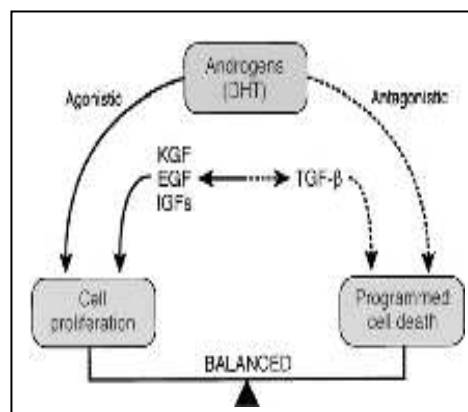 Androgens
(DHT)
Agonistic
Antagonistic
KGF
EGF
IGFs
TGF-β
Cell
proliferation
Programmed
cell death
BALANCED